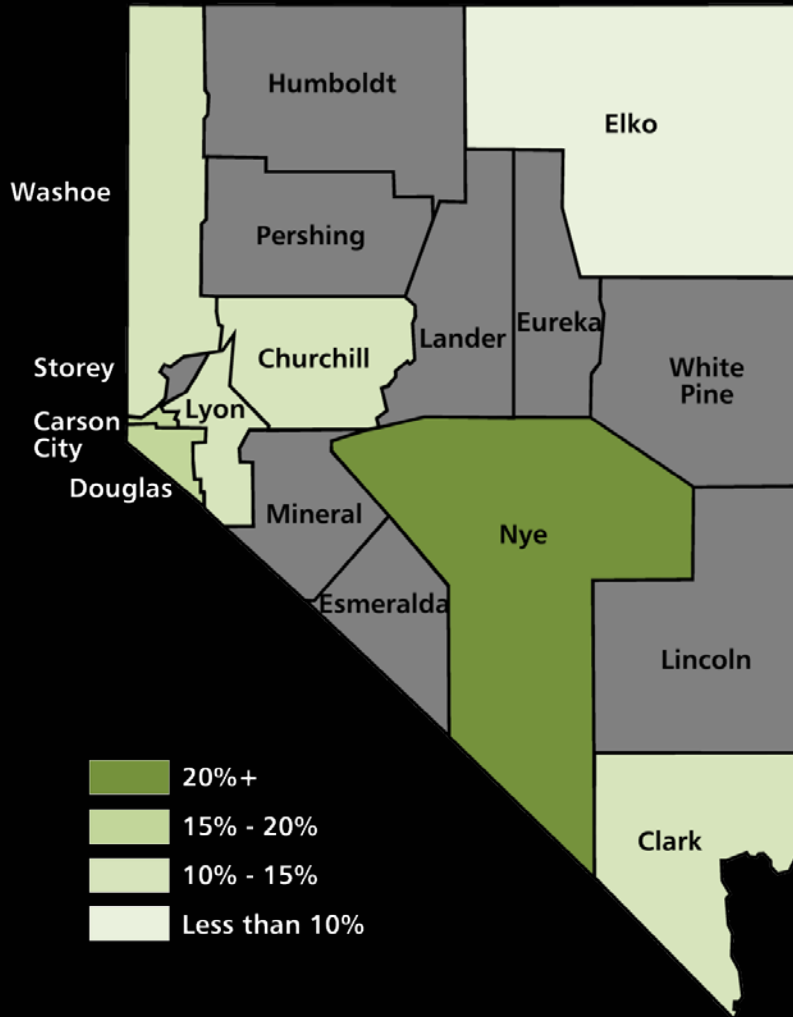 Humboldt
Elko
Washoe
Pershing
Eureka
Lander
Churchill
Storey
White
Pine
Lyon
Carson
City
Douglas
Mineral
Nye
Esmeralda
Lincoln
20%+
15% - 20%
Clark
10% - 15%
Less than 10%